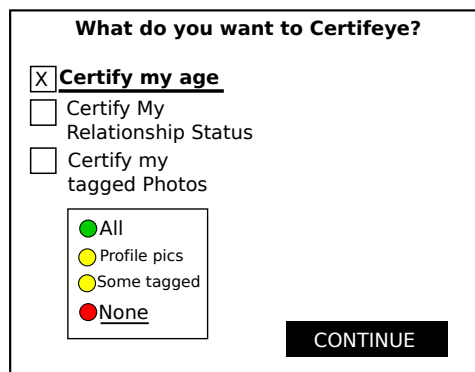 What do you want to Certifeye?
X Certify my age
Certify My
Relationship Status
Certify my
tagged Photos
All
Profile pics
Some tagged
None
CONTINUE